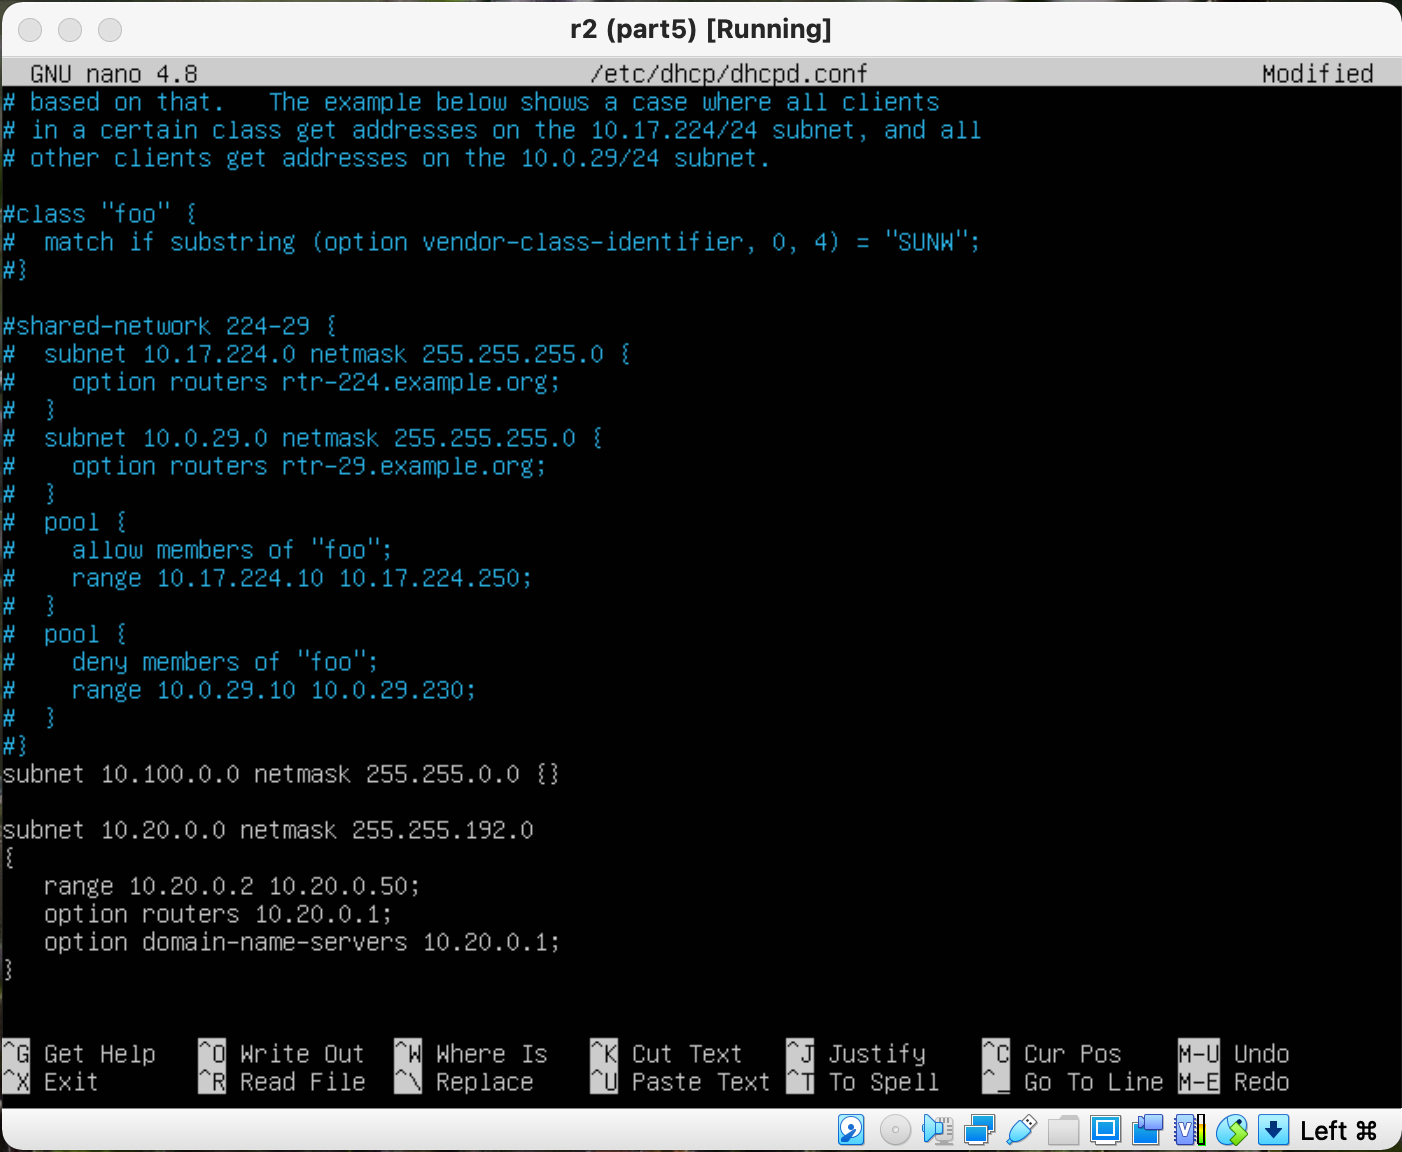 r2 (part5) [Running]
GNU nano 4.8 /etc/dhcp/dhcpd.conf Modified
# based on that.   The example below shows a case where all clients
# in a certain class get addresses on the 10.17.224/24 subnet, and all
# other clients get addresses on the 10.0.29/24 subnet.
#class "foo" {
#  match if substring (option vendor-class-identifier, 0, 4) = "SUNW";
#}
#shared-network 224-29 {
#  subnet 10.17.224.0 netmask 255.255.255.0 {
#    option routers rtr-224.example.org;
#  }
#  subnet 10.0.29.0 netmask 255.255.255.0 {
#    option routers rtr-29.example.org;
#  }
#  pool {
#    allow members of "foo";
#    range 10.17.224.10 10.17.224.250;
#  }
#  pool {
#    deny members of "foo";
#    range 10.0.29.10 10.0.29.230;
#  }
#}
subnet 10.100.0.0 netmask 255.255.0.0 {}
subnet 10.20.0.0 netmask 255.255.192.0
{
   range 10.20.0.2 10.20.0.50;
   option routers 10.20.0.1;
   option domain-name-servers 10.20.0.1;
}
^G Get Help ^O Write Out ^W Where Is ^K Cut Text ^J Justify ^C Cur Pos M-U Undo
^X Exit ^R Read File ^\ Replace ^U Paste Text ^T To Spell ^_ Go To Line M-E Redo
Left ⌘